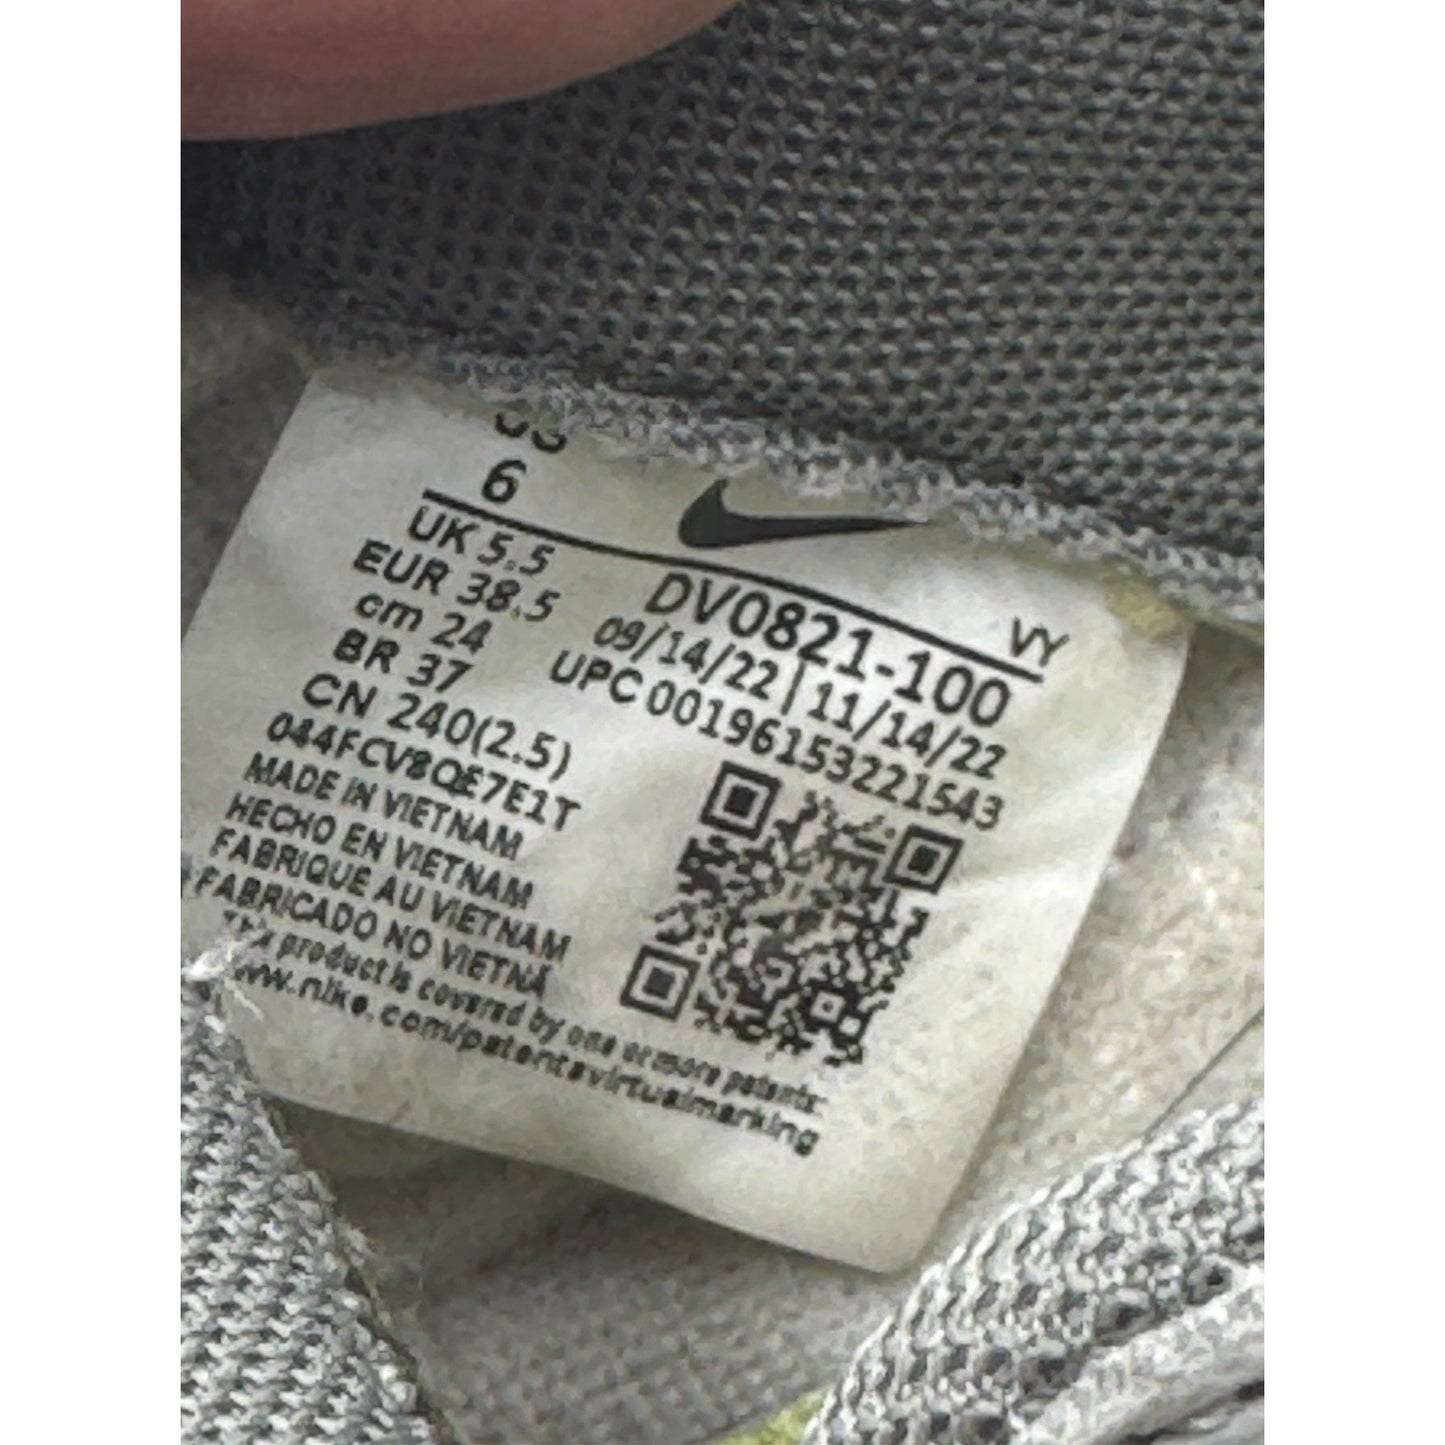 US
6
UK 5.5
EUR 38.5
cm 24
BR 37
CN 240(2.5)
044FCV8QE7E1T
MADE IN VIETNAM
HECHO EN VIETNAM
FABRIQUE AU VIETNAM
FABRICADO NO VIETNÃ
VY
DV0821-100
09/14/22 | 11/14/22
UPC 00196153221543
This product is covered by one or more patents:
www.nike.com/patentsvirtualmarking